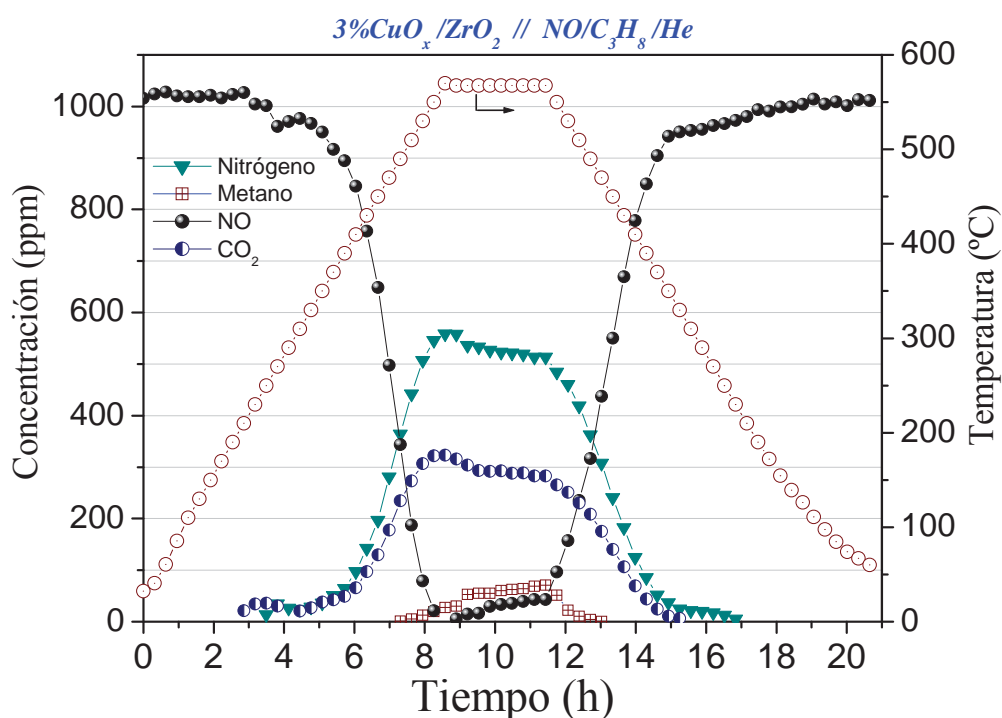 3%CuOₓ/ZrO₂ // NO/C₃H₈/He
Concentración (ppm)
1000
800
600
400
200
0
Nitrógeno
Metano
NO
CO₂
600
500
400
300
200
100
0
Temperatura (ºC)
0 2 4 6 8 10 12 14 16 18 20
Tiempo (h)